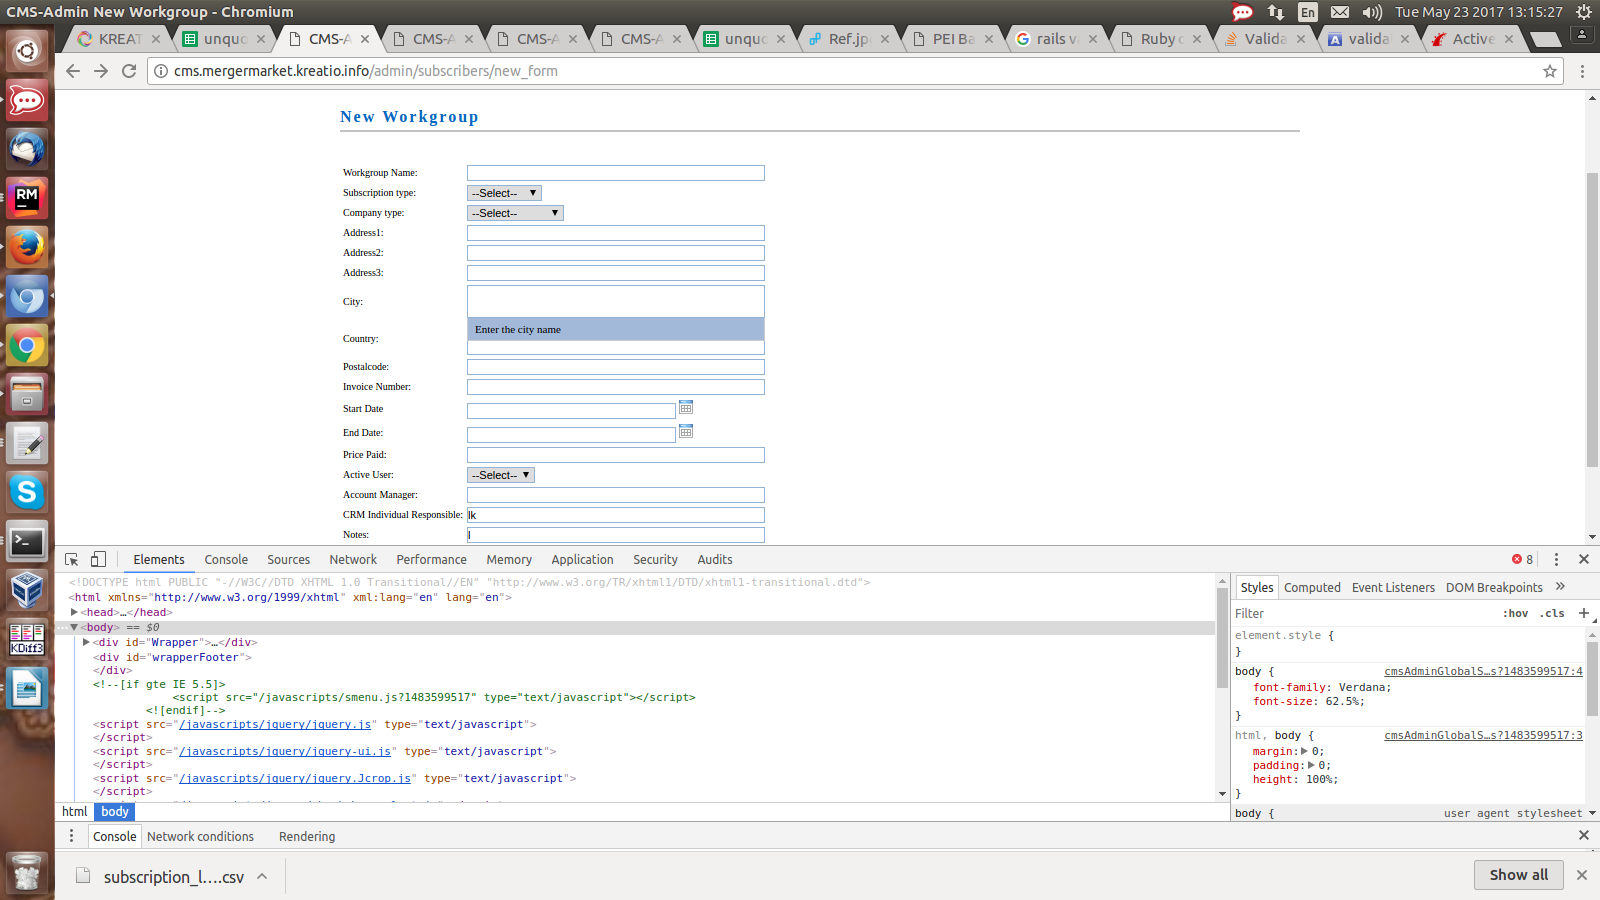 CMS-Admin New Workgroup - Chromium
En
Tue May 23 2017 13:15:27
KREAT
unquo
CMS-A
CMS-A
CMS-A
CMS-A
unquo
Ref.jp
PEI Ba
rails v
Ruby
Valida
valida
Active
cms.mergermarket.kreatio.info/admin/subscribers/new_form
New Workgroup
Workgroup Name:
Subscription type: --Select--
Company type: --Select--
Address1:
Address2:
Address3:
City:
Enter the city name
Country:
Postalcode:
Invoice Number:
Start Date
End Date:
Price Paid:
Active User: --Select--
Account Manager:
CRM Individual Responsible: lk
Notes: l
Elements Console Sources Network Performance Memory Application Security Audits 8
<!DOCTYPE html PUBLIC "-//W3C//DTD XHTML 1.0 Transitional//EN" "http://www.w3.org/TR/xhtml1/DTD/xhtml1-transitional.dtd">
<html xmlns="http://www.w3.org/1999/xhtml" xml:lang="en" lang="en">
<head>…</head>
<body> == $0
<div id="Wrapper">…</div>
<div id="wrapperFooter">
</div>
<!--[if gte IE 5.5]>
<script src="/javascripts/smenu.js?1483599517" type="text/javascript"></script>
<![endif]-->
<script src="/javascripts/jquery/jquery.js" type="text/javascript">
</script>
<script src="/javascripts/jquery/jquery-ui.js" type="text/javascript">
</script>
<script src="/javascripts/jquery/jquery.Jcrop.js" type="text/javascript">
</script>
html body
Styles Computed Event Listeners DOM Breakpoints »
Filter :hov .cls +
element.style {
}
body { cmsAdminGlobalS…s?1483599517:4
font-family: Verdana;
font-size: 62.5%;
}
html, body { cmsAdminGlobalS…s?1483599517:3
margin: 0;
padding: 0;
height: 100%;
}
body { user agent stylesheet
Console Network conditions Rendering
subscription_l….csv
Show all
RM
KDiff3